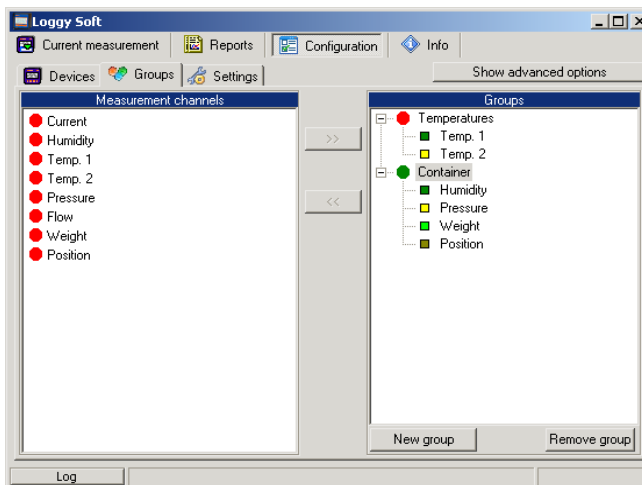 Loggy Soft
Current measurement Reports Configuration Info
Devices Groups Settings Show advanced options
Measurement channels
Current
Humidity
Temp. 1
Temp. 2
Pressure
Flow
Weight
Position
>>
<<
Groups
Temperatures
Temp. 1
Temp. 2
Container
Humidity
Pressure
Weight
Position
New group Remove group
Log